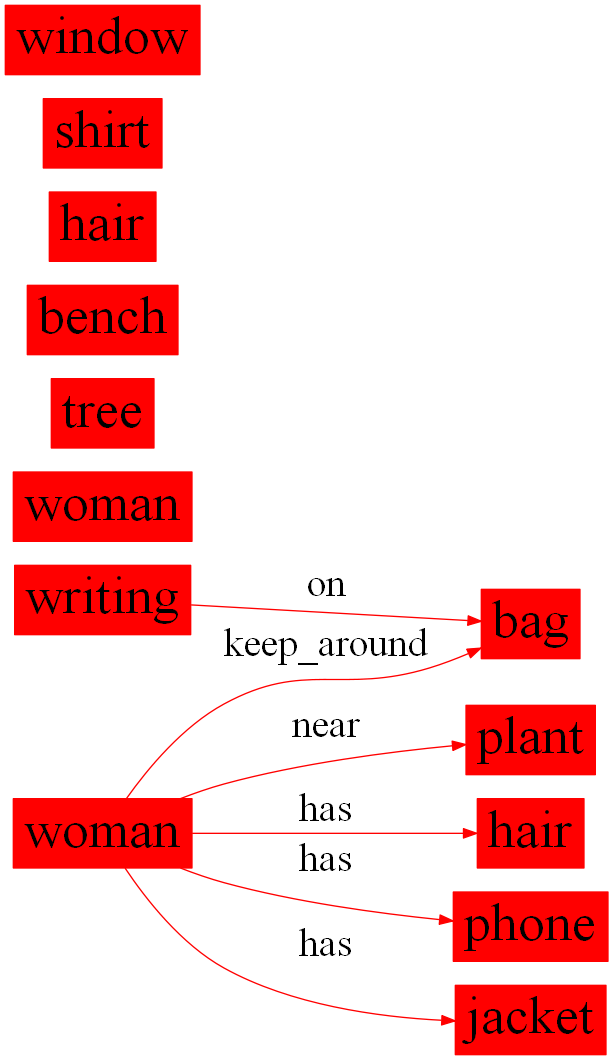 window
shirt
hair
bench
tree
woman
writing
on
bag
keep_around
near
plant
woman
has
hair
has
phone
has
jacket